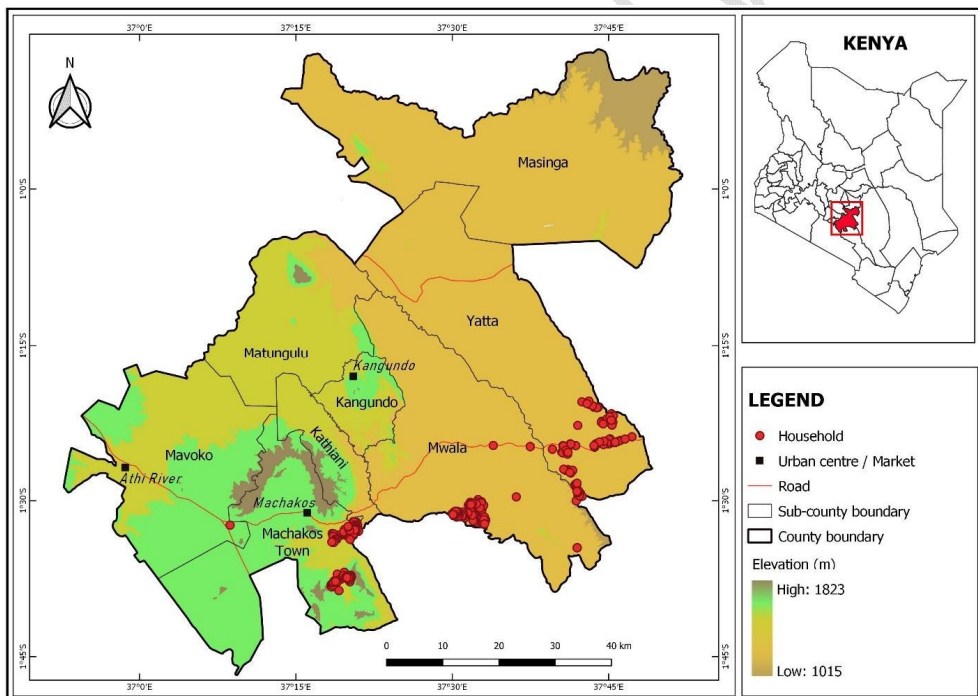 37°0'E 37°15'E 37°30'E 37°45'E
N
1°0'S
1°15'S
1°30'S
1°45'S
Masinga
Yatta
Matungulu
Kangundo
Kangundo
Kathiani
Mwala
Mavoko
Athi River
Machakos
Machakos
Town
0 10 20 30 40 km
37°0'E 37°15'E 37°30'E 37°45'E
1°0'S
1°15'S
1°30'S
1°45'S
KENYA
LEGEND
Household
Urban centre / Market
Road
Sub-county boundary
County boundary
Elevation (m)
High: 1823
Low: 1015